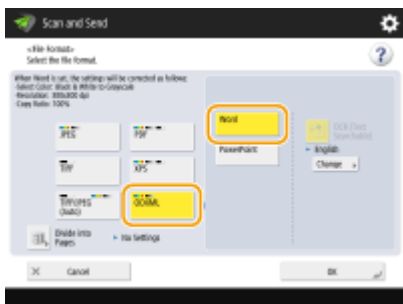 Scan and Send
<File Format>
Select the file format.
When Word is set, the settings will be corrected as follows:
-Select Color: Black & White to Grayscale
-Resolution: 300x300 dpi
-Copy Ratio: 100%
JPEG
PDF
TIFF
XPS
TIFF/JPEG
(Auto)
OOXML
Word
PowerPoint
OCR (Text
Searchable)
English
Change
Divide into
Pages
No Settings
Cancel
OK